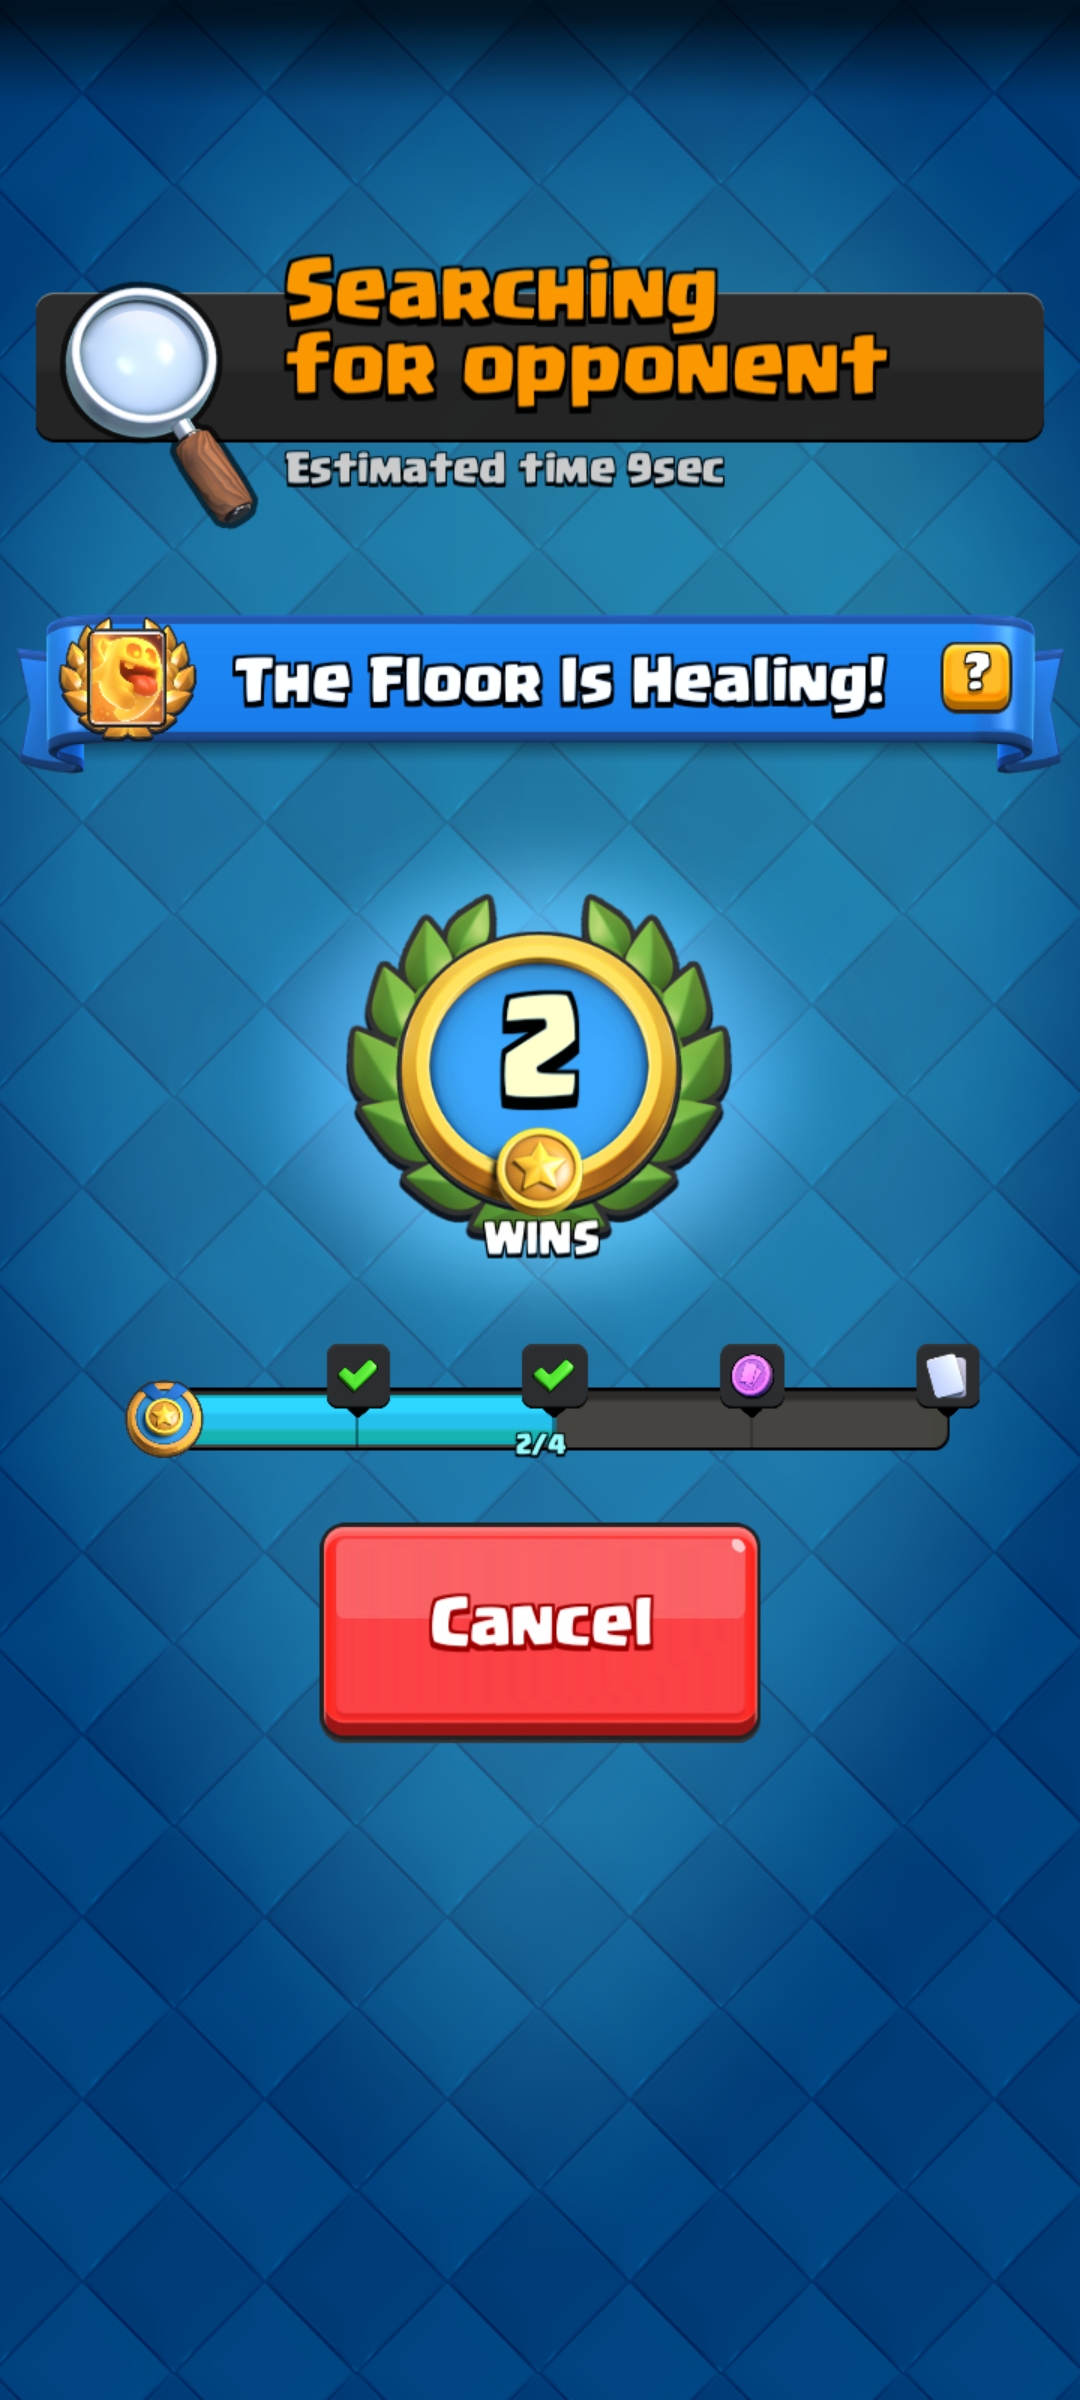 Searching
for opponent
Estimated time 9sec
The Floor Is Healing!
?
2
WINS
2/4
Cancel